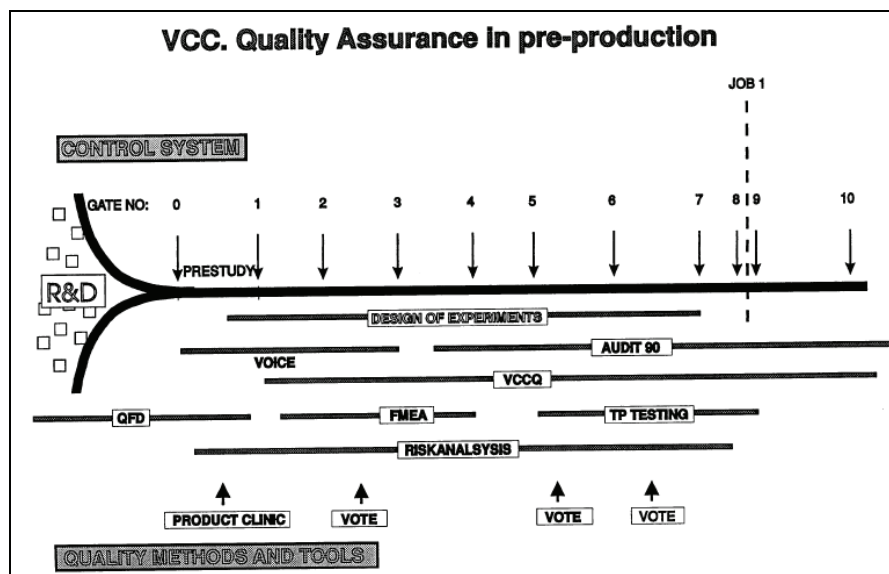 VCC. Quality Assurance in pre-production
JOB 1
CONTROL SYSTEM
GATE NO: 0 1 2 3 4 5 6 7 8 9 10
PRESTUDY
R&D
DESIGN OF EXPERIMENTS
VOICE
AUDIT 90
VCCQ
QFD
FMEA
TP TESTING
RISKANALSYSIS
PRODUCT CLINIC
VOTE
VOTE
VOTE
QUALITY METHODS AND TOOLS